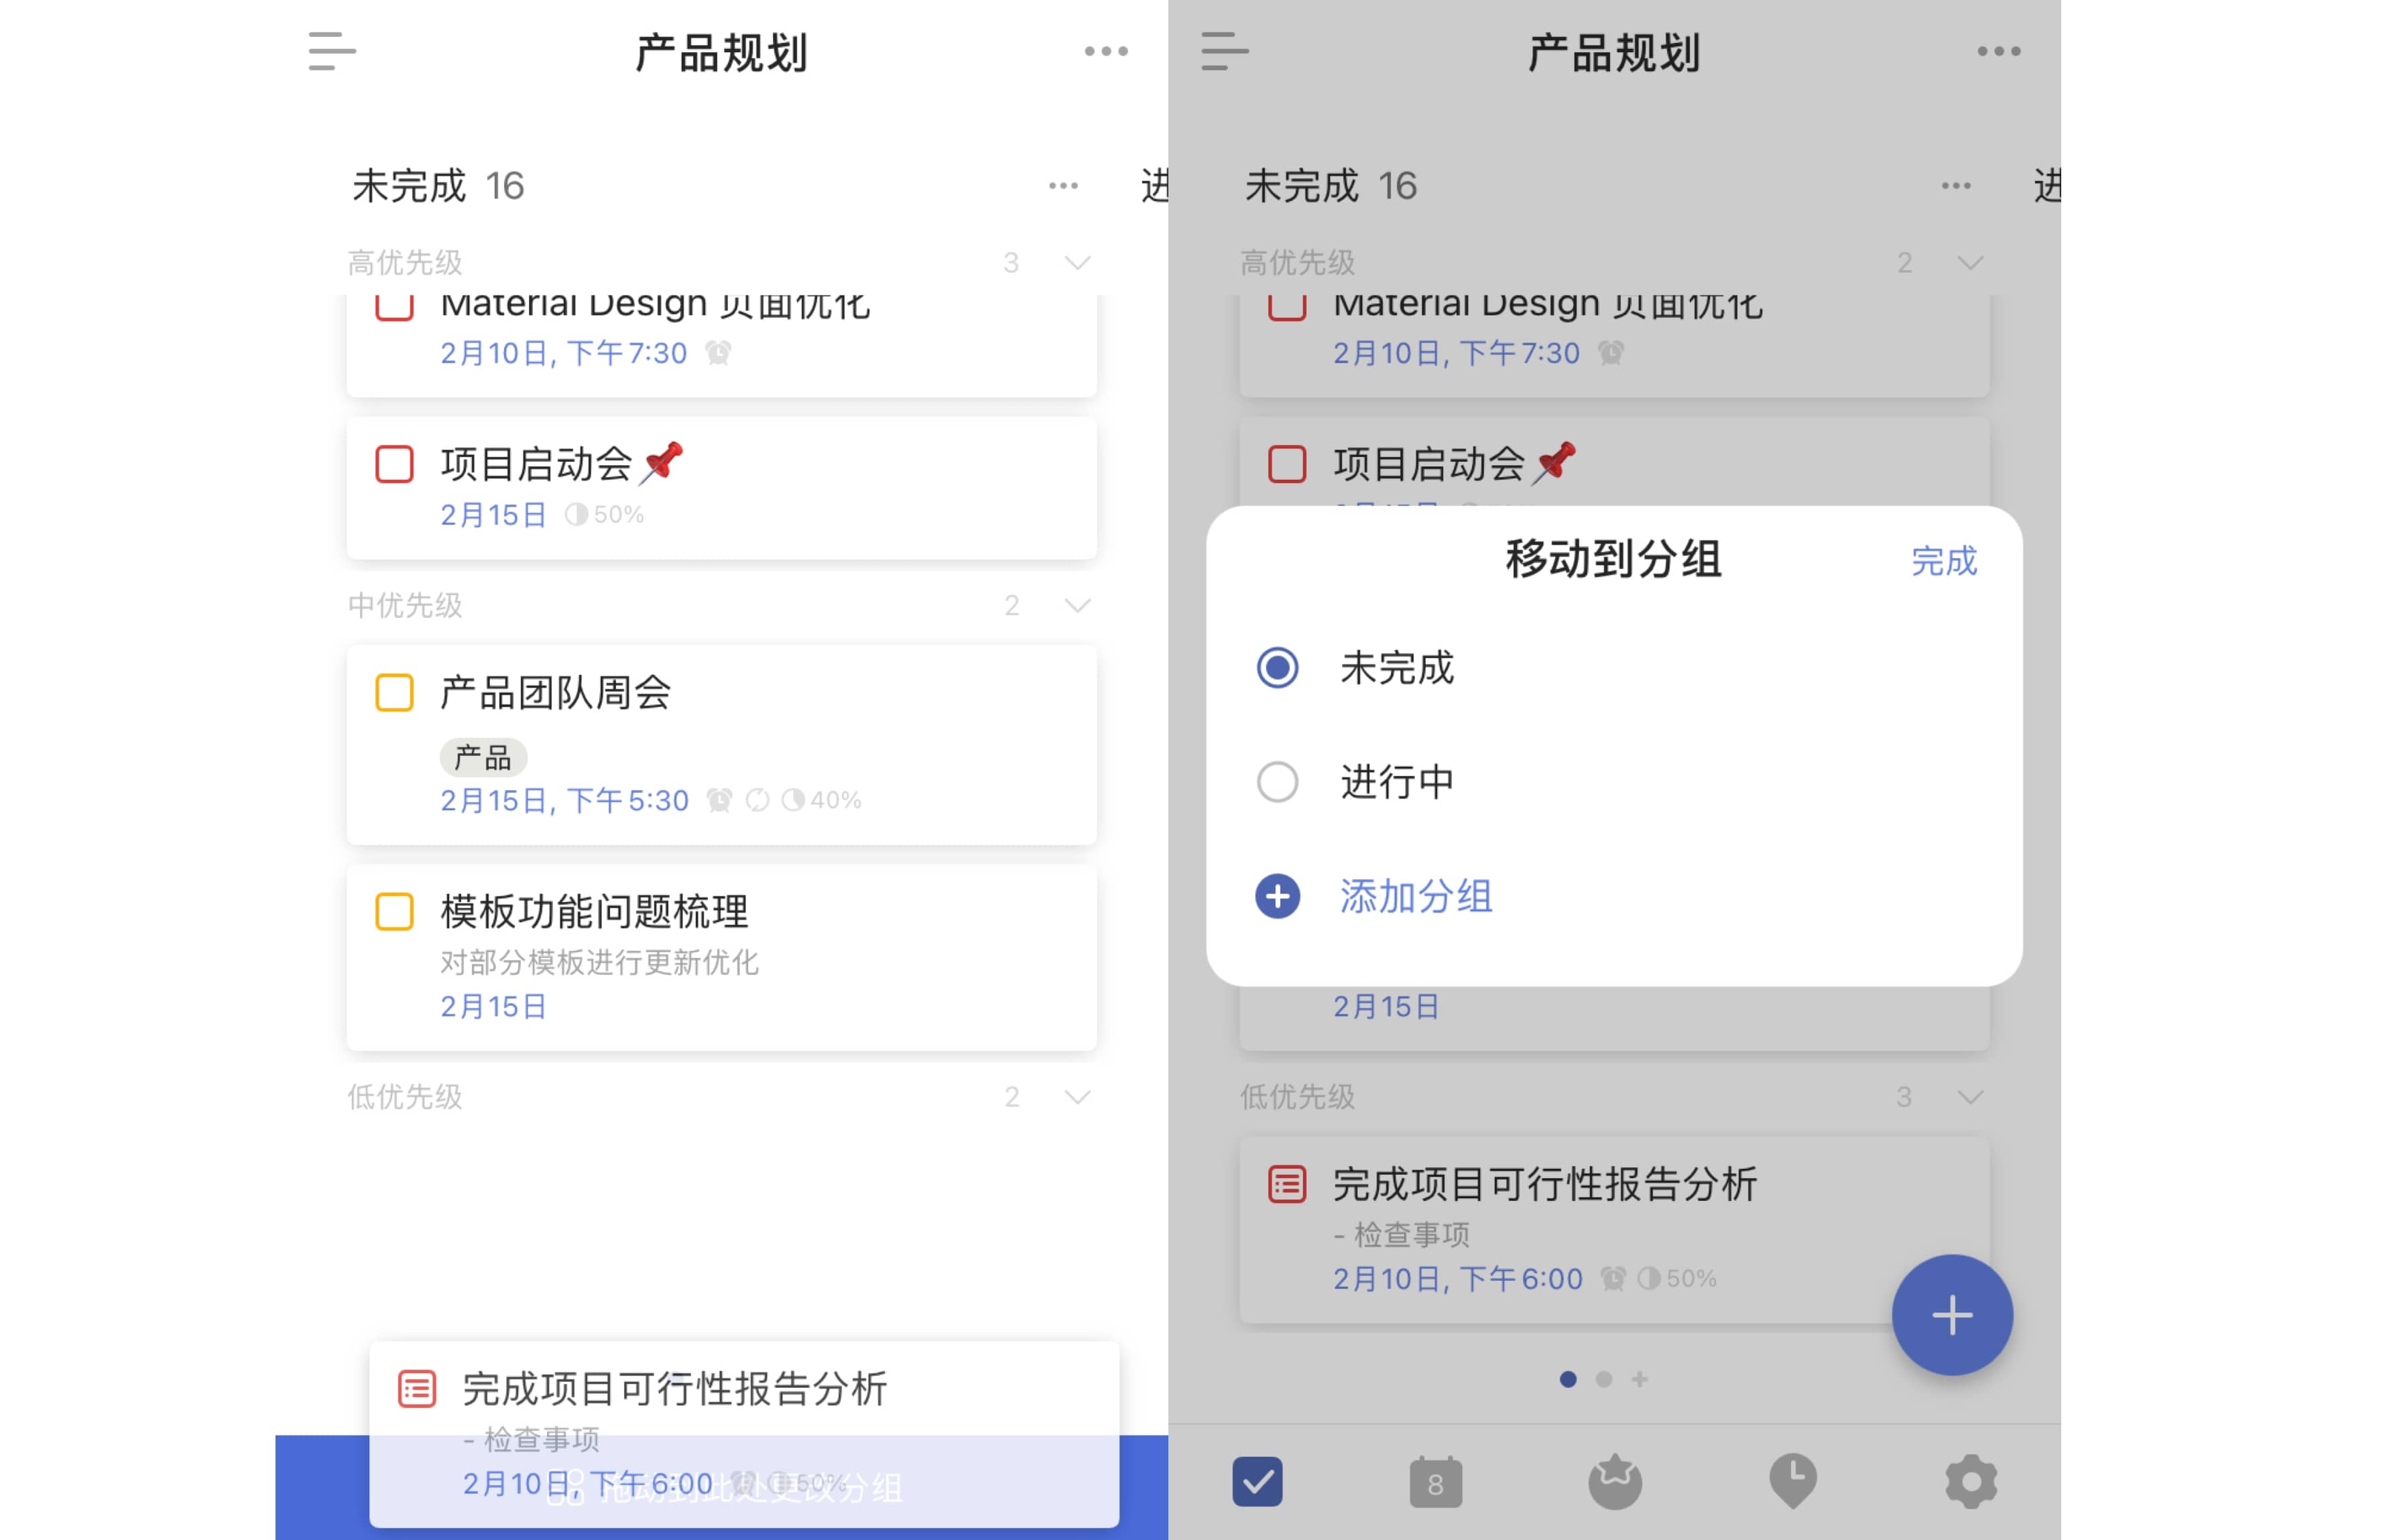 产品规划
未完成 16
进
高优先级 3
Material Design 页面优化
2月10日, 下午7:30
项目启动会
2月15日 50%
中优先级 2
产品团队周会
产品
2月15日, 下午5:30 40%
模板功能问题梳理
对部分模板进行更新优化
2月15日
低优先级 2
完成项目可行性报告分析
- 检查事项
2月10日, 下午6:00 50%
拖动到此处更改分组
产品规划
未完成 16
进
高优先级 2
Material Design 页面优化
2月10日, 下午7:30
项目启动会
移动到分组 完成
未完成
进行中
添加分组
2月15日
低优先级 3
完成项目可行性报告分析
- 检查事项
2月10日, 下午6:00 50%
8